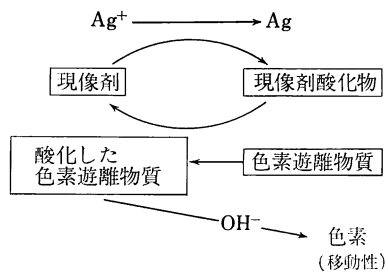 Ag⁺ Ag
現像剤 現像剤酸化物
酸化した
色素遊離物質
色素遊離物質
OH⁻
色素
(移動性)